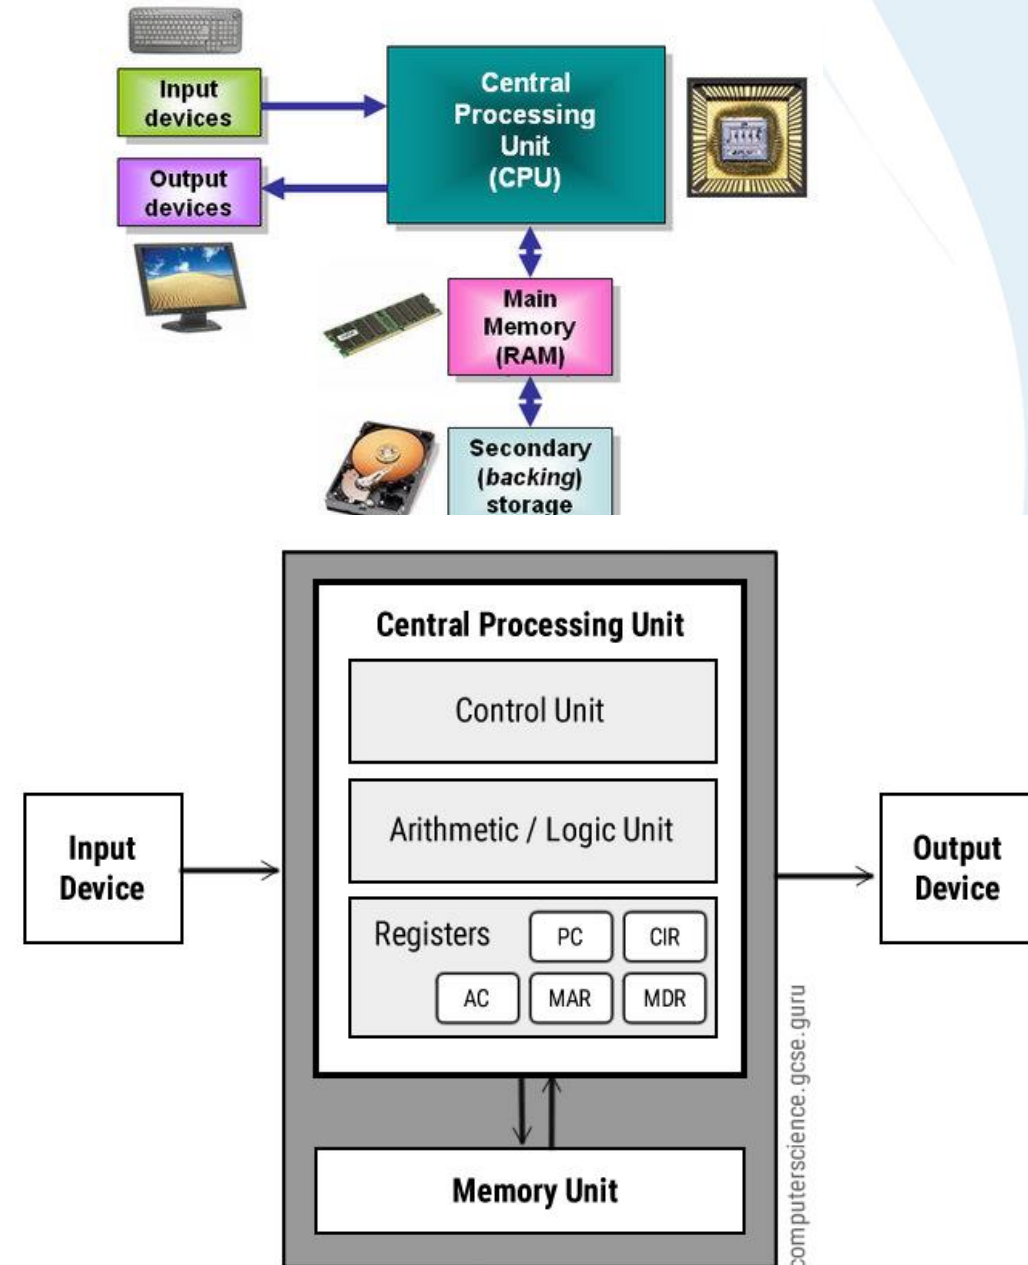 Input
devices
Central
Processing
Unit
(CPU)
Output
devices
Main
Memory
(RAM)
Secondary
(backing)
storage
Central Processing Unit
Control Unit
Arithmetic / Logic Unit
Registers
PC
CIR
AC
MAR
MDR
Input
Device
Output
Device
Memory Unit
computerscience.gcse.guru